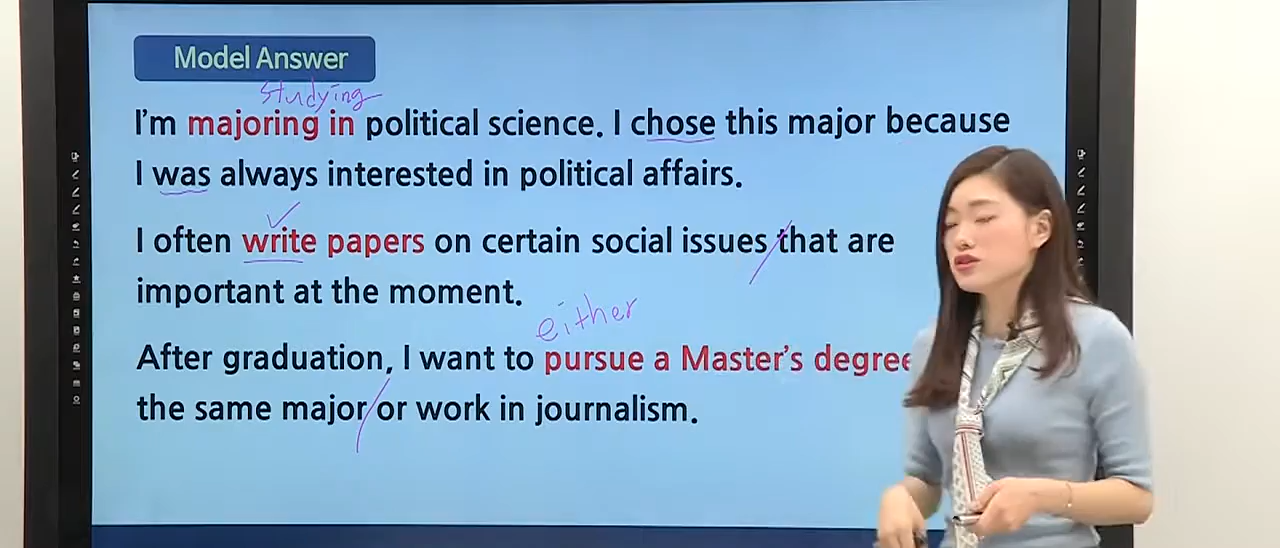 Model Answer
studying
I'm majoring in political science. I chose this major because
I was always interested in political affairs.
I often write papers on certain social issues that are
important at the moment.
either
After graduation, I want to pursue a Master's degree
the same major or work in journalism.